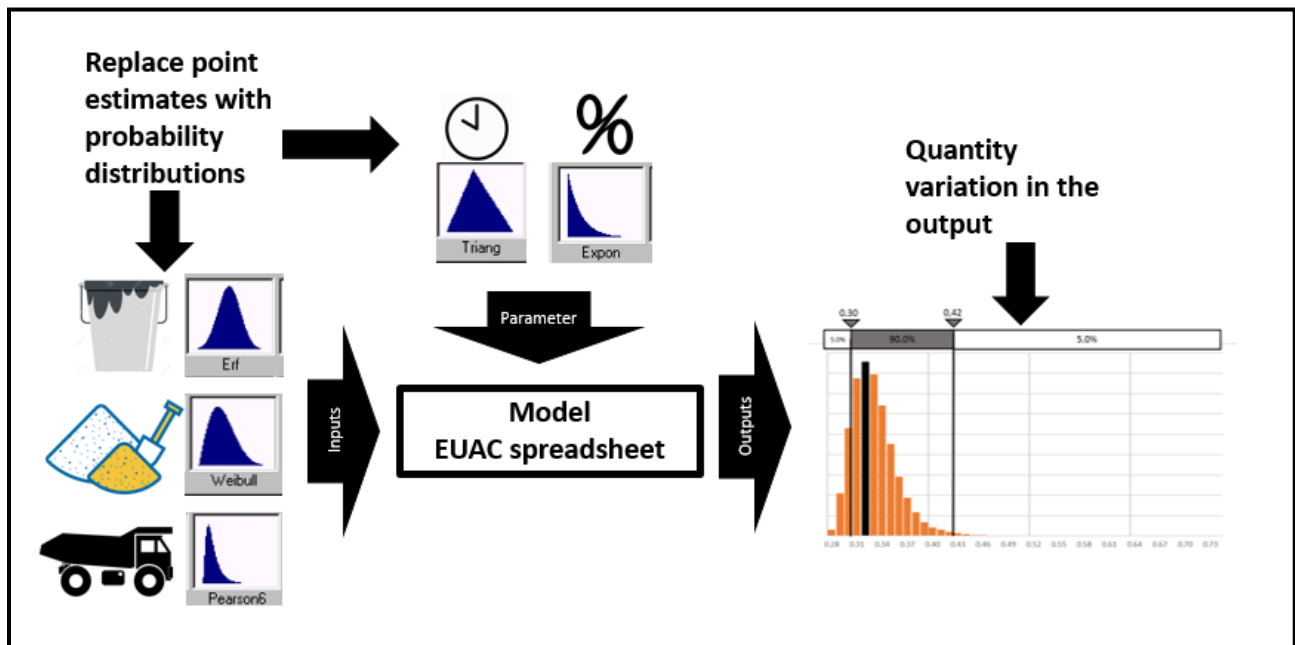 Replace point
estimates with
probability
distributions
%
Triang
Expon
Quantity
variation in the
output
Parameter
Erf
Weibull
Pearson6
Inputs
Model
EUAC spreadsheet
Outputs
0.30
0.42
5.0%
90.0%
5.0%
0.28 0.31 0.34 0.37 0.40 0.43 0.46 0.49 0.52 0.55 0.58 0.61 0.64 0.67 0.70 0.73